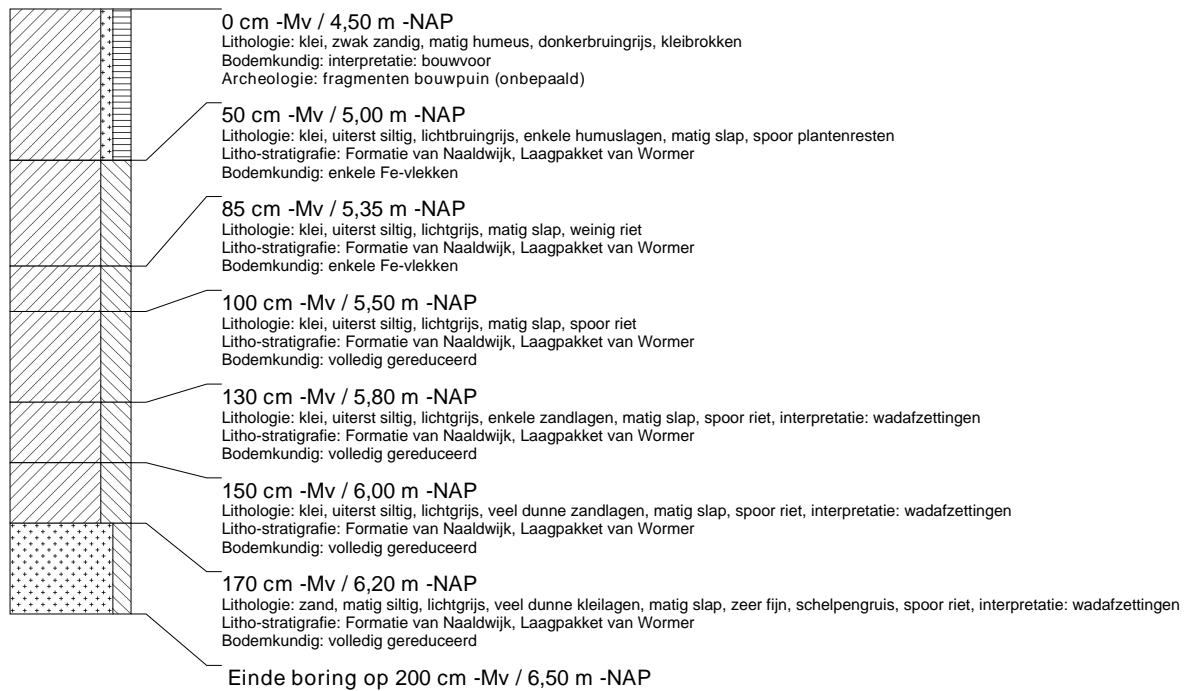 0 cm -Mv / 4,50 m -NAP
Lithologie: klei, zwak zandig, matig humeus, donkerbruingrijs, kleibrokken
Bodemkundig: interpretatie: bouwvoor
Archeologie: fragmenten bouwpuin (onbepaald)
50 cm -Mv / 5,00 m -NAP
Lithologie: klei, uiterst siltig, lichtbruingrijs, enkele humuslagen, matig slap, spoor plantenresten
Litho-stratigrafie: Formatie van Naaldwijk, Laagpakket van Wormer
Bodemkundig: enkele Fe-vlekken
85 cm -Mv / 5,35 m -NAP
Lithologie: klei, uiterst siltig, lichtgrijs, matig slap, weinig riet
Litho-stratigrafie: Formatie van Naaldwijk, Laagpakket van Wormer
Bodemkundig: enkele Fe-vlekken
100 cm -Mv / 5,50 m -NAP
Lithologie: klei, uiterst siltig, lichtgrijs, matig slap, spoor riet
Litho-stratigrafie: Formatie van Naaldwijk, Laagpakket van Wormer
Bodemkundig: volledig gereduceerd
130 cm -Mv / 5,80 m -NAP
Lithologie: klei, uiterst siltig, lichtgrijs, enkele zandlagen, matig slap, spoor riet, interpretatie: wadafzettingen
Litho-stratigrafie: Formatie van Naaldwijk, Laagpakket van Wormer
Bodemkundig: volledig gereduceerd
150 cm -Mv / 6,00 m -NAP
Lithologie: klei, uiterst siltig, lichtgrijs, veel dunne zandlagen, matig slap, spoor riet, interpretatie: wadafzettingen
Litho-stratigrafie: Formatie van Naaldwijk, Laagpakket van Wormer
Bodemkundig: volledig gereduceerd
170 cm -Mv / 6,20 m -NAP
Lithologie: zand, matig siltig, lichtgrijs, veel dunne kleilagen, matig slap, zeer fijn, schelpengruis, spoor riet, interpretatie: wadafzettingen
Litho-stratigrafie: Formatie van Naaldwijk, Laagpakket van Wormer
Bodemkundig: volledig gereduceerd
Einde boring op 200 cm -Mv / 6,50 m -NAP